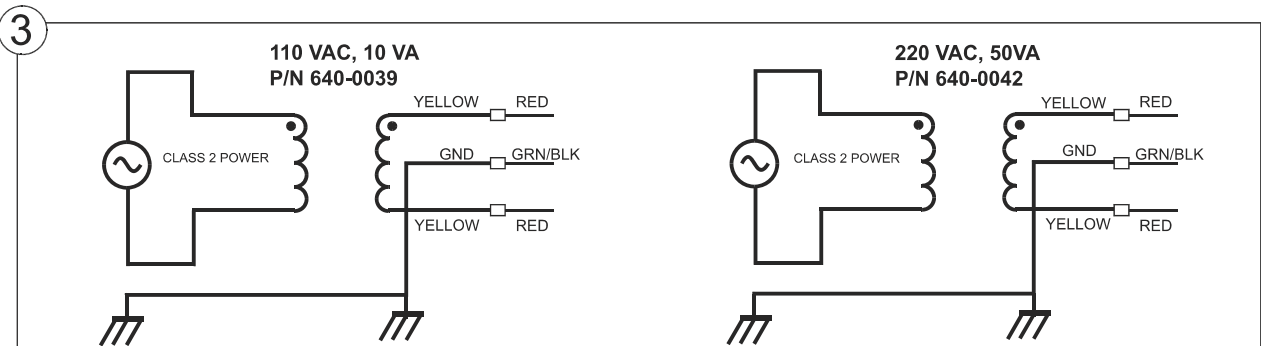 3
110 VAC, 10 VA
P/N 640-0039
YELLOW RED
CLASS 2 POWER
GND GRN/BLK
YELLOW RED
220 VAC, 50VA
P/N 640-0042
YELLOW RED
CLASS 2 POWER
GND GRN/BLK
YELLOW RED